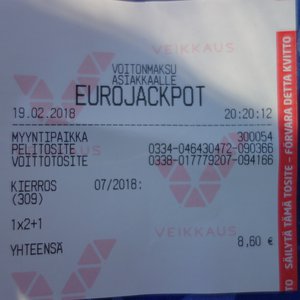 VEIKKAUS
VOITONMAKSU
ASIAKKAALLE
EUROJACKPOT
19.02.2018 20:20:12
MYYNTIPAIKKA 300054
PELITOSITE 0334-046430472-090366
VOITTOTOSITE 0338-017779207-094166
KIERROS 07/2018:
(309)
1x2+1
VEIKKAUS
YHTEENSÄ 8,60 €
TO SÄILYTÄ TÄMÄ TOSITE - FÖRVARA DETTA KVITTO